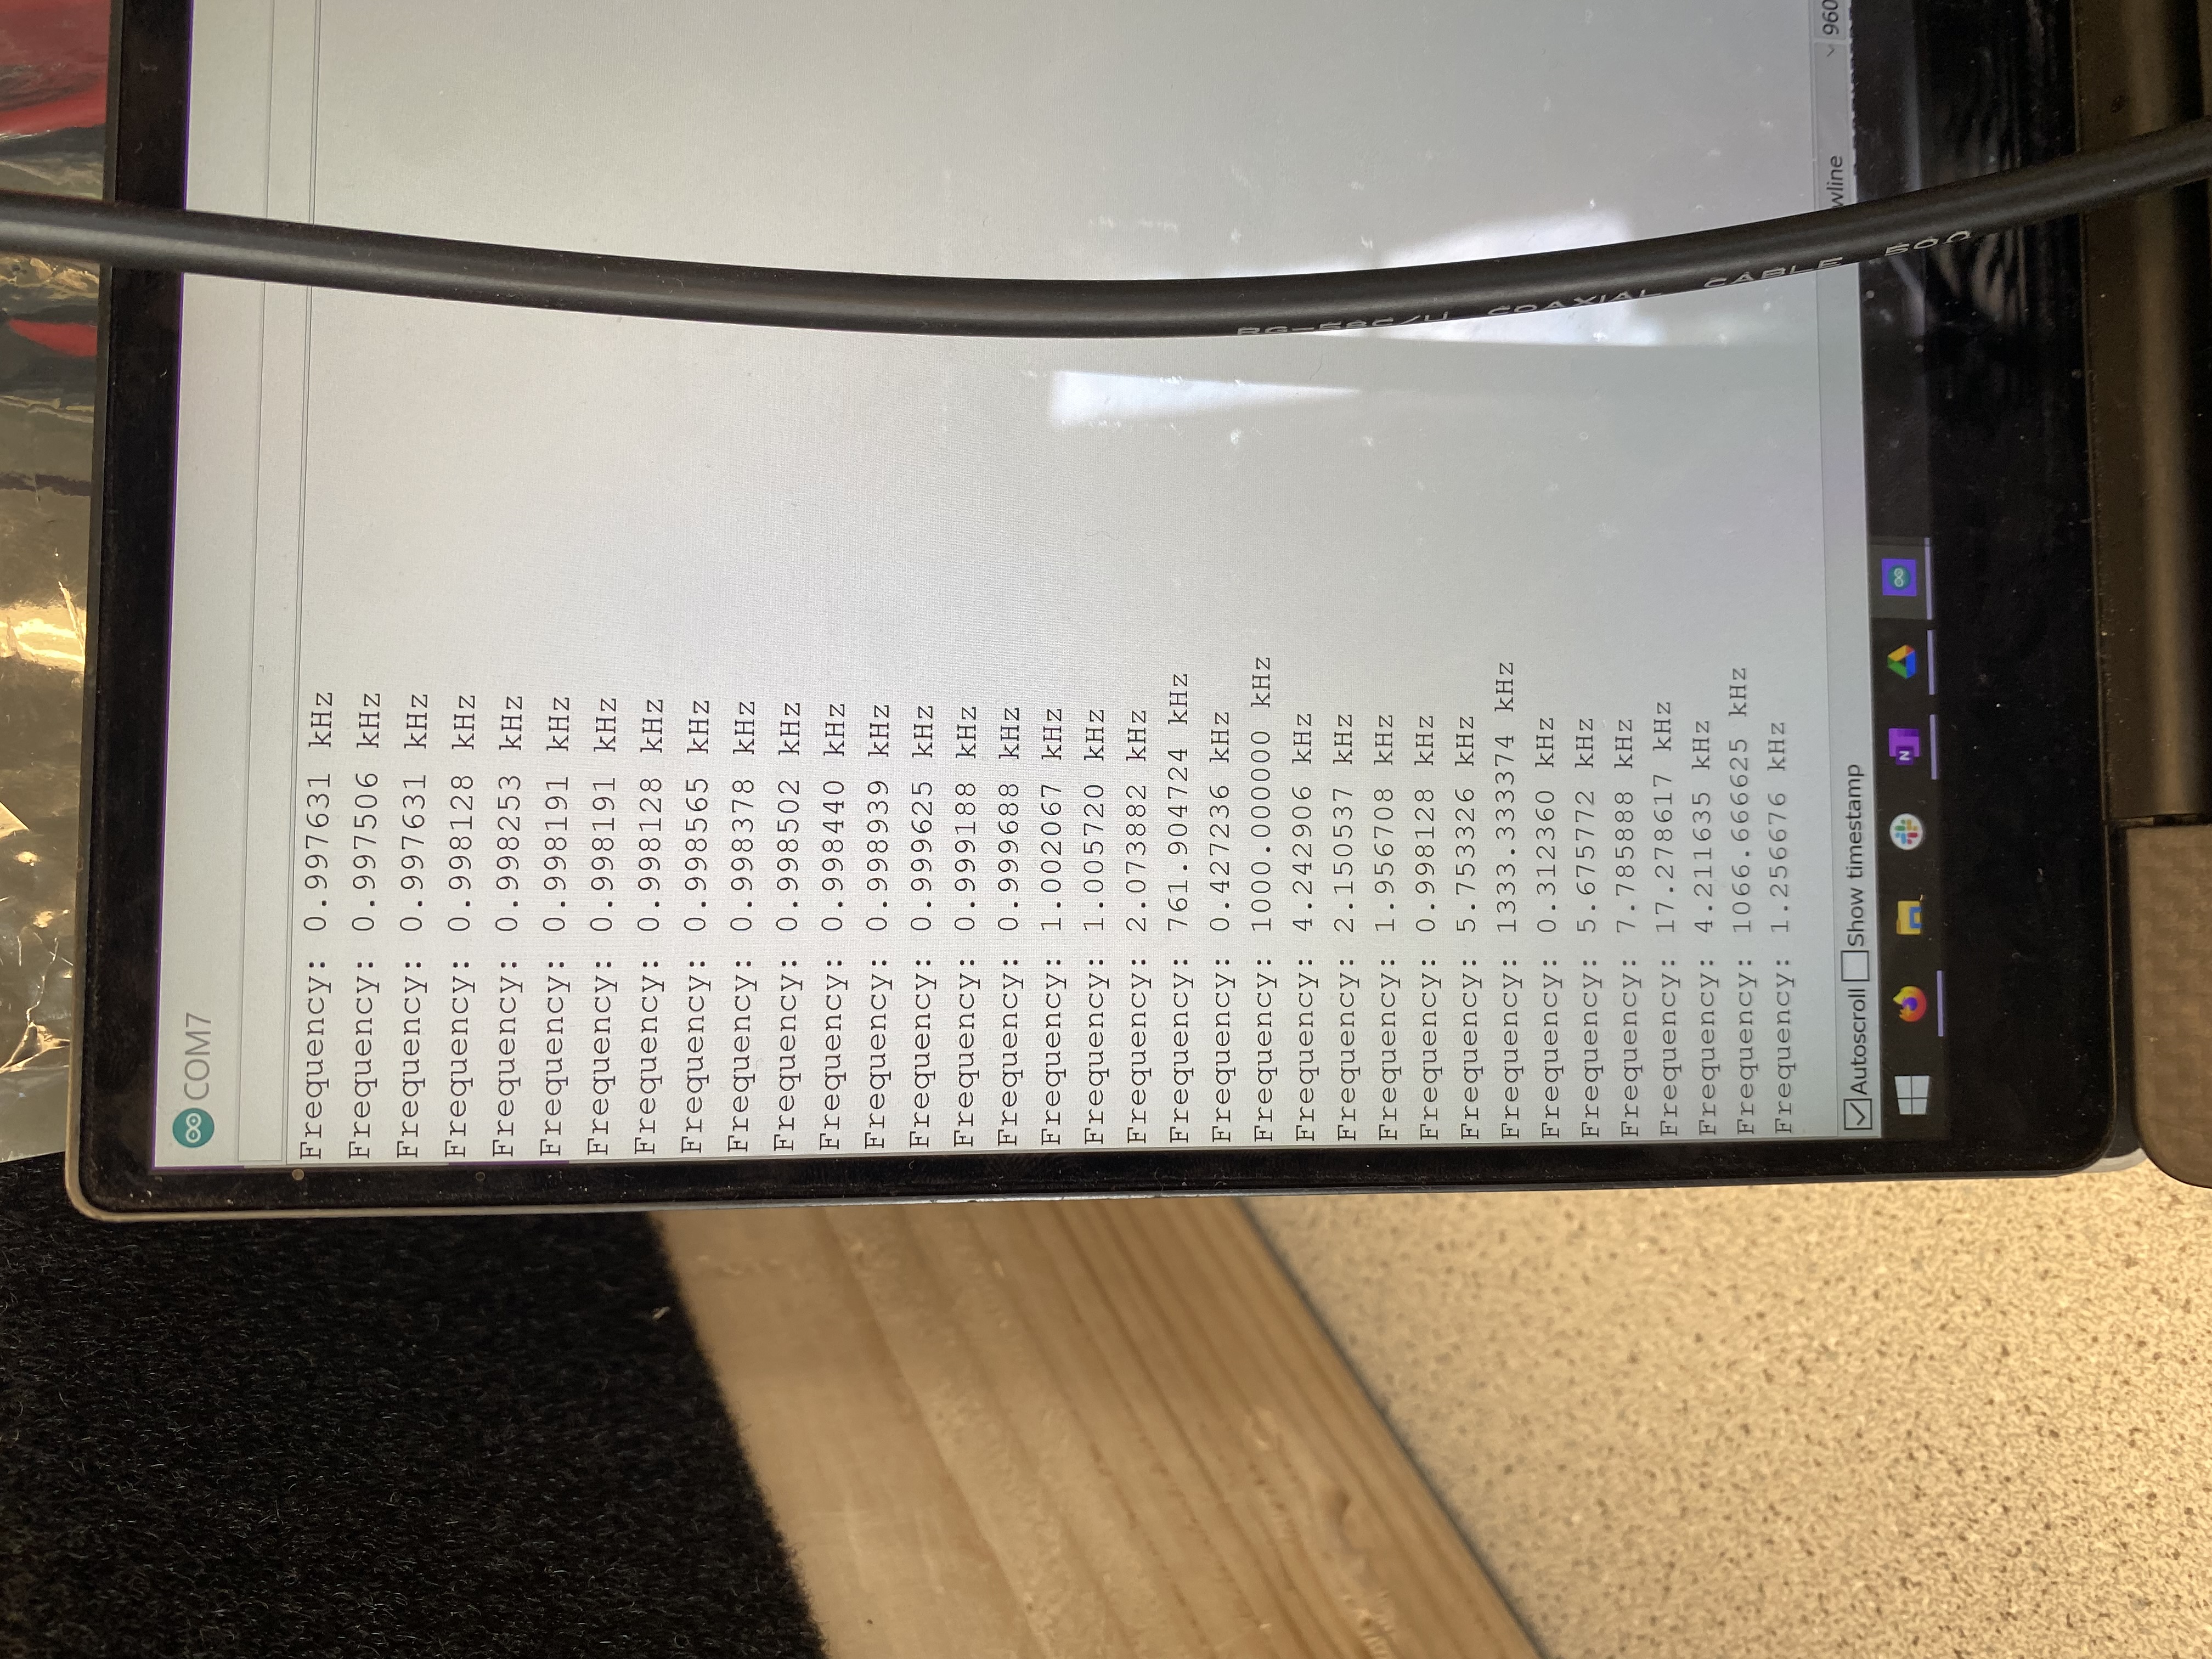 COM7
Frequency: 0.997631 kHz
Frequency: 0.997506 kHz
Frequency: 0.997631 kHz
Frequency: 0.998128 kHz
Frequency: 0.998253 kHz
Frequency: 0.998191 kHz
Frequency: 0.998191 kHz
Frequency: 0.998128 kHz
Frequency: 0.998565 kHz
Frequency: 0.998378 kHz
Frequency: 0.998502 kHz
Frequency: 0.998440 kHz
Frequency: 0.998939 kHz
Frequency: 0.999625 kHz
Frequency: 0.999188 kHz
Frequency: 0.999688 kHz
Frequency: 1.002067 kHz
Frequency: 1.005720 kHz
Frequency: 2.073882 kHz
Frequency: 761.904724 kHz
Frequency: 0.427236 kHz
Frequency: 1000.000000 kHz
Frequency: 4.242906 kHz
Frequency: 2.150537 kHz
Frequency: 1.956708 kHz
Frequency: 0.998128 kHz
Frequency: 5.753326 kHz
Frequency: 1333.333374 kHz
Frequency: 0.312360 kHz
Frequency: 5.675772 kHz
Frequency: 7.785888 kHz
Frequency: 17.278617 kHz
Frequency: 4.211635 kHz
Frequency: 1066.666625 kHz
Frequency: 1.256676 kHz
Autoscroll Show timestamp wline 960
N
COAXIAL CABLE 500